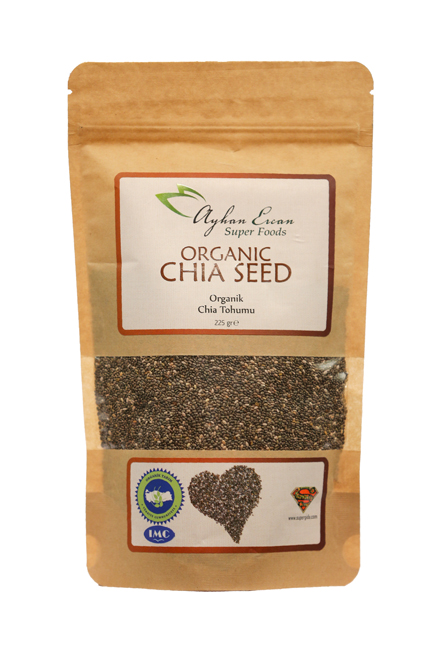 Ayhan Ercan
Super Foods
ORGANIC
CHIA SEED
Organik
Chia Tohumu
225 gr e
IMC